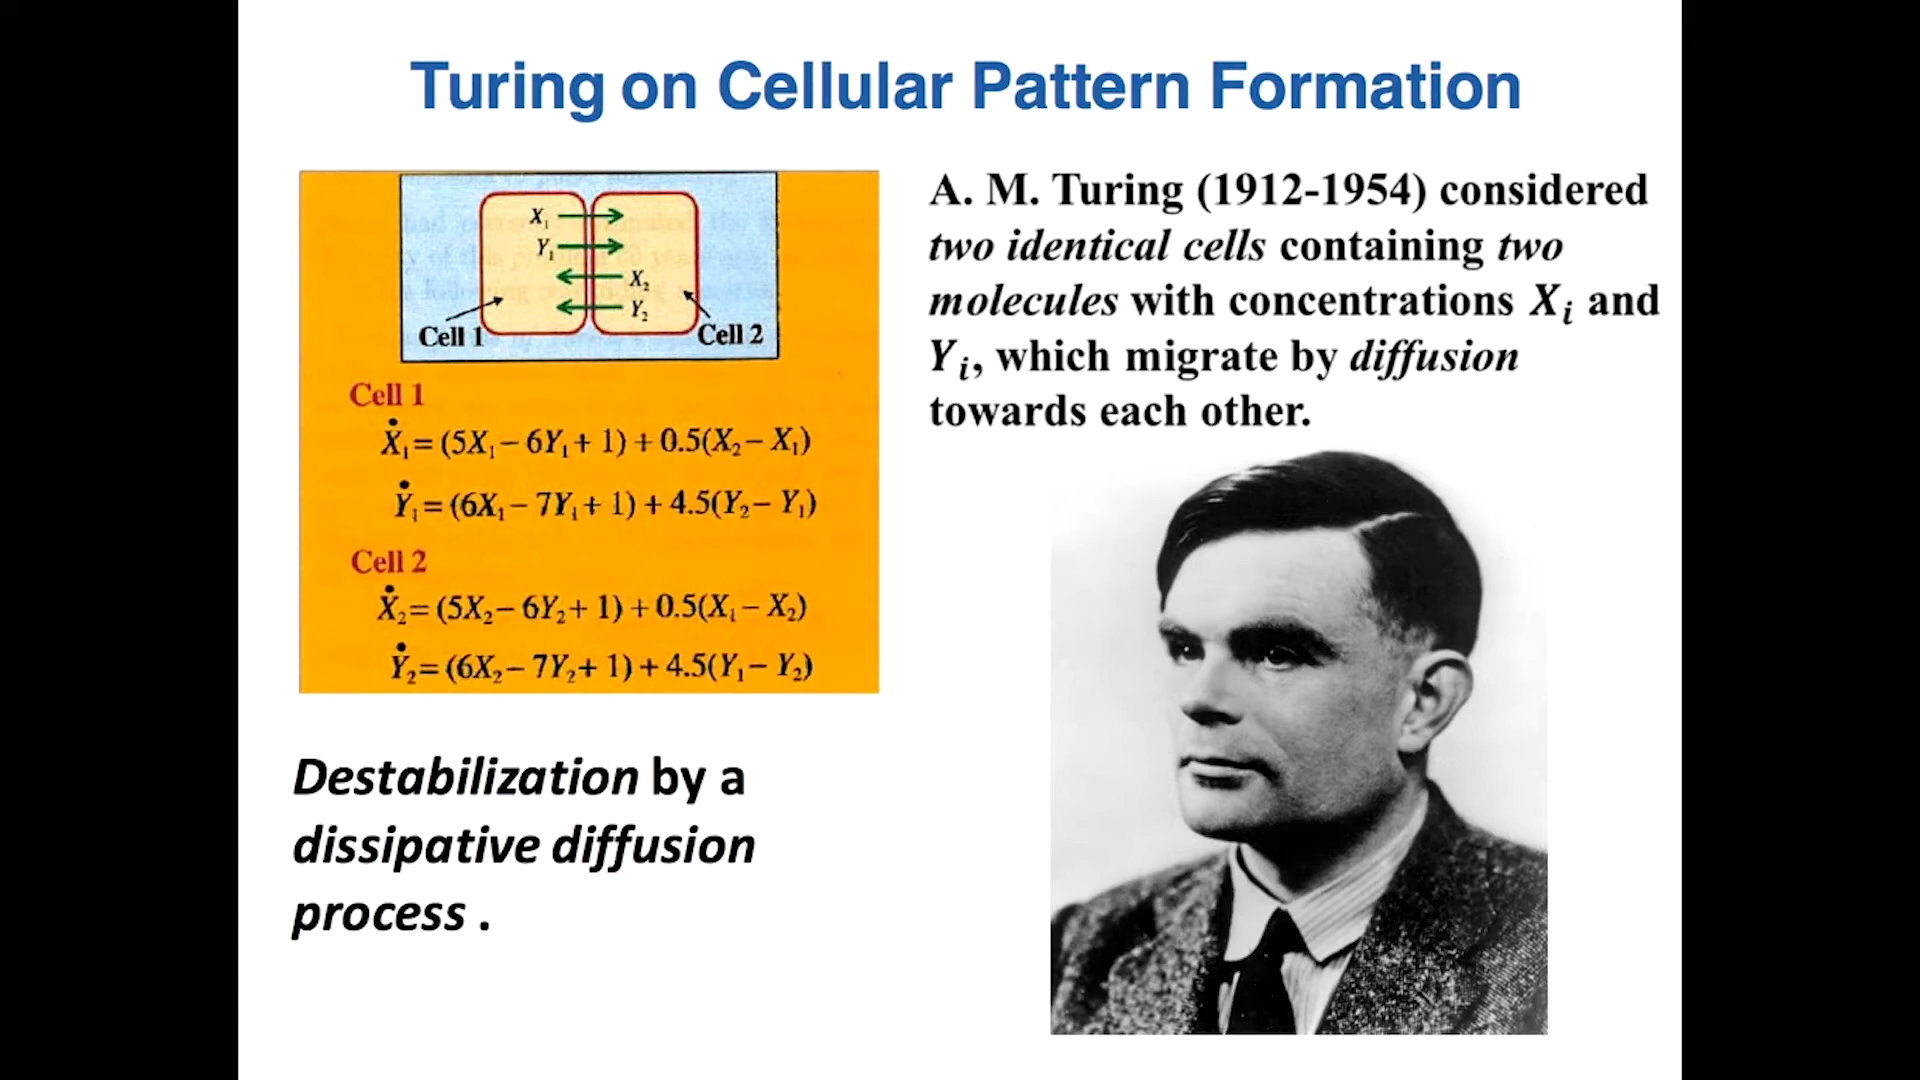 Turing on Cellular Pattern Formation
X₁
Y₁
X₂
Y₂
Cell 1
Cell 2
Cell 1
Ẋ₁= (5X₁ – 6Y₁ + 1) + 0.5(X₂ – X₁)
Ẏ₁= (6X₁ – 7Y₁ + 1) + 4.5(Y₂ – Y₁)
Cell 2
Ẋ₂= (5X₂ – 6Y₂ + 1) + 0.5(X₁ – X₂)
Ẏ₂= (6X₂ – 7Y₂ + 1) + 4.5(Y₁ – Y₂)
Destabilization by a
dissipative diffusion
process .
A. M. Turing (1912-1954) considered
two identical cells containing two
molecules with concentrations Xᵢ and
Yᵢ, which migrate by diffusion
towards each other.